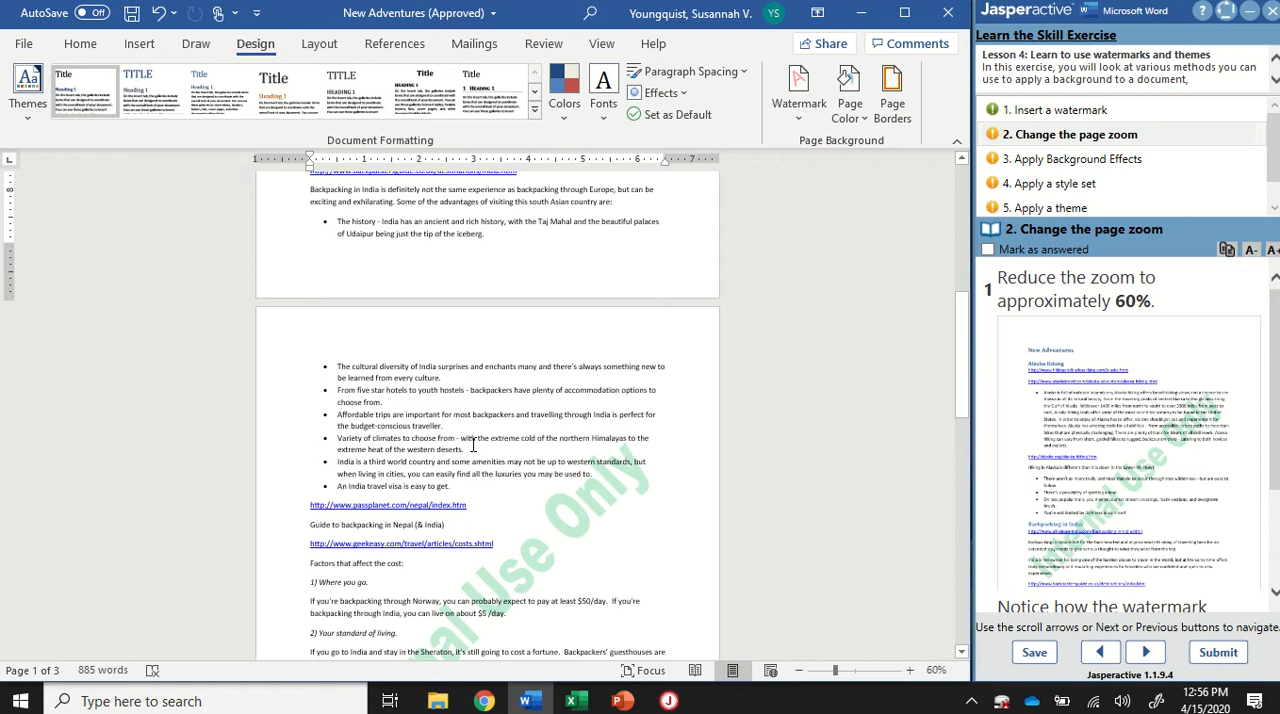 AutoSave Off New Adventures (Repaired) Youngquist, Susannah V. YS
File Home Insert Draw Design Layout References Mailings Review View Help Share Comments
Themes Colors Fonts Paragraph Spacing Effects Set as Default Watermark Page Color Page Borders
Document Formatting Page Background
http://www.backpackersguide.co.uk/destinations/india.html
Backpacking in India is definitely not the same experience as backpacking through Europe, but can be
exciting and exhilarating. Some of the advantages of visiting this south Asian country are:
• The history - India has an ancient and rich history, with the Taj Mahal and the beautiful palaces
of Udaipur being just the tip of the iceberg.
The cultural diversity of India surprises and enchants many and there's always something new to
be learned from every culture.
• From five star hotels to youth hostels - backpackers have plenty of accommodation options to
choose from.
• Affordable trips are important for most backpackers and travelling through India is perfect for
the budget-conscious traveller.
• Variety of climates to choose from - with the extreme cold of the northern Himalayas to the
extreme heat of the western deserts.
• India is a third world country and some amenities may not be up to western standards, but
when living in cities, you can easily find all the luxuries you may be used to.
• An India travel visa is easy to get.
http://www.passplanet.com/nepal/index.htm
Guide to backpacking in Nepal (& India)
http://www.geekeasy.com/travel/articles/costs.shtml
Factors that affect the cost:
1) Where you go.
If you're backpacking through Norway, you can probably expect to pay at least $50/day. If you're
backpacking through India, you can live on about $5 /day.
2) Your standard of living.
If you go to India and stay in the Sheraton, it's still going to cost a fortune. Backpackers' guesthouses are
Internal Use Only
Page 1 of 3 885 words Focus 60%
Jasperactive Microsoft Word
Learn the Skill Exercise
Lesson 4: Learn to use watermarks and themes
In this exercise, you will look at various methods you can
use to apply a background to a document,
1. Insert a watermark
2. Change the page zoom
3. Apply Background Effects
4. Apply a style set
5. Apply a theme
2. Change the page zoom
Mark as answered A- A+
1 Reduce the zoom to
approximately 60%.
New Adventures
Alaska Hiking
Backpacking in India
Internal Use Only
Notice how the watermark
Use the scroll arrows or Next or Previous buttons to navigate.
Save Submit
Jasperactive 1.1.9.4
Type here to search
12:56 PM
4/15/2020